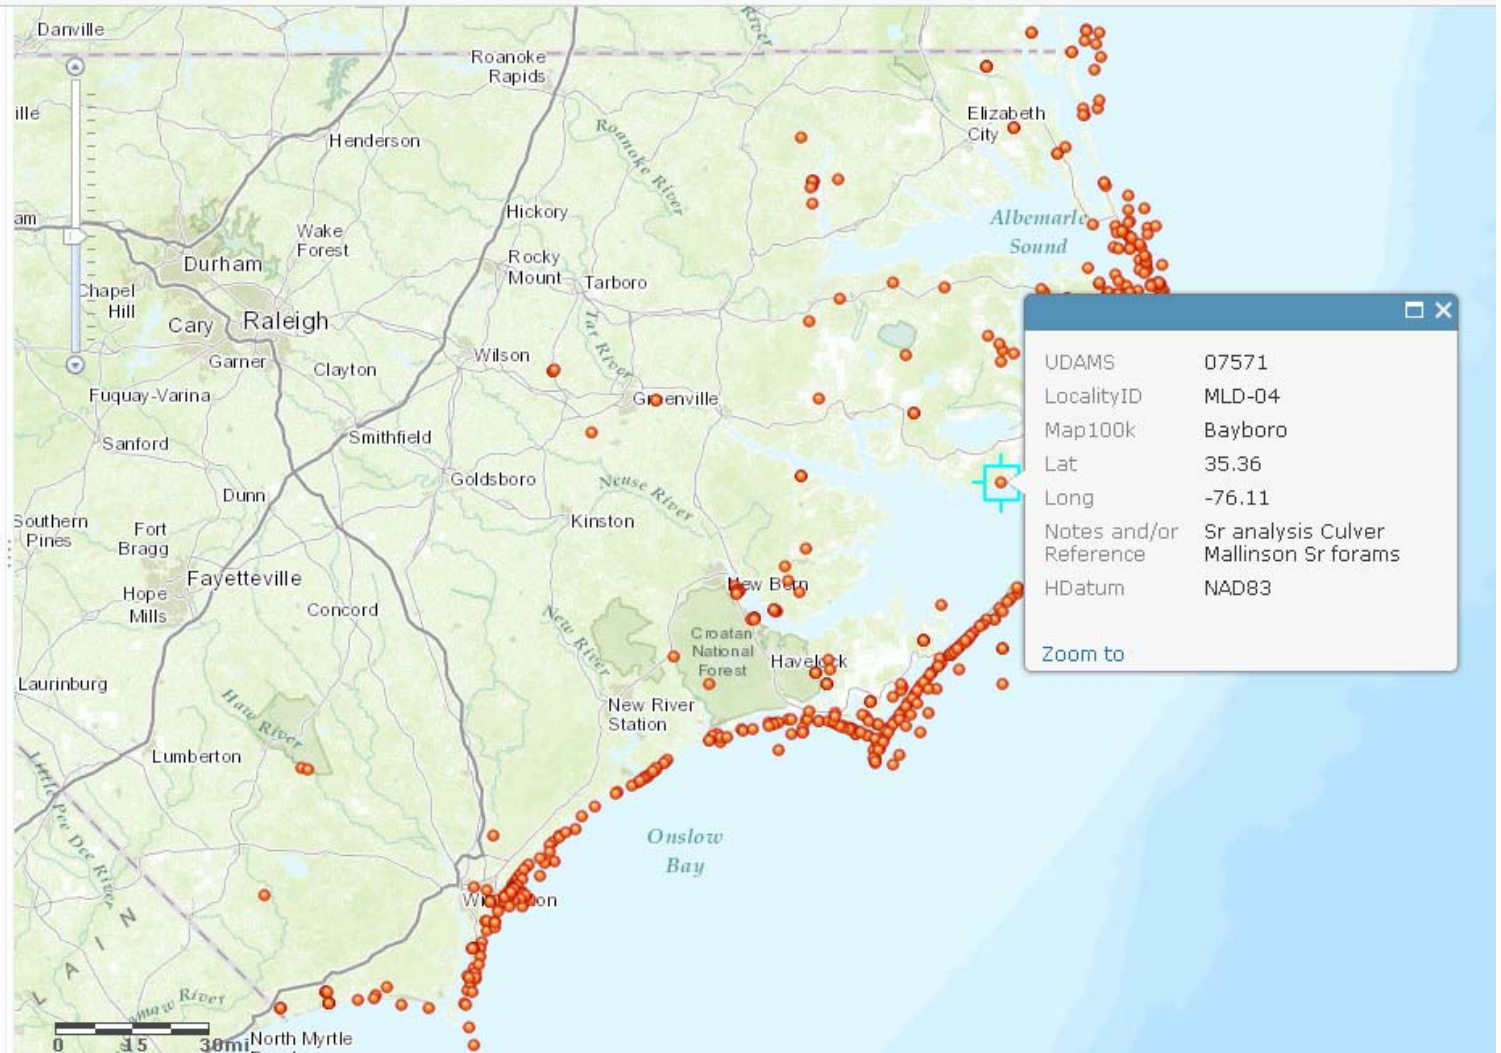 Danville
Roanoke
Rapids
River
ille
Elizabeth
City
Henderson
Roanoke River
am
Hickory
Albemarle
Sound
Wake
Forest
Durham
Rocky
Mount
Tarboro
Chapel
Hill
Cary
Raleigh
Tar River
Garner
Clayton
Wilson
Fuquay-Varina
Greenville
Sanford
Smithfield
Dunn
Goldsboro
Neuse River
Southern
Pines
Fort
Bragg
Kinston
Fayetteville
Hope
Mills
Concord
New Bern
New River
Croatan
National
Forest
Havelock
Laurinburg
New River
Station
Haw River
Lumberton
Little Pee Dee River
Onslow
Bay
Wilmington
L A I N
River
North Myrtle
0 15 30mi
UDAMS 07571
LocalityID MLD-04
Map100k Bayboro
Lat 35.36
Long -76.11
Notes and/or Sr analysis Culver
Reference Mallinson Sr forams
HDatum NAD83
Zoom to